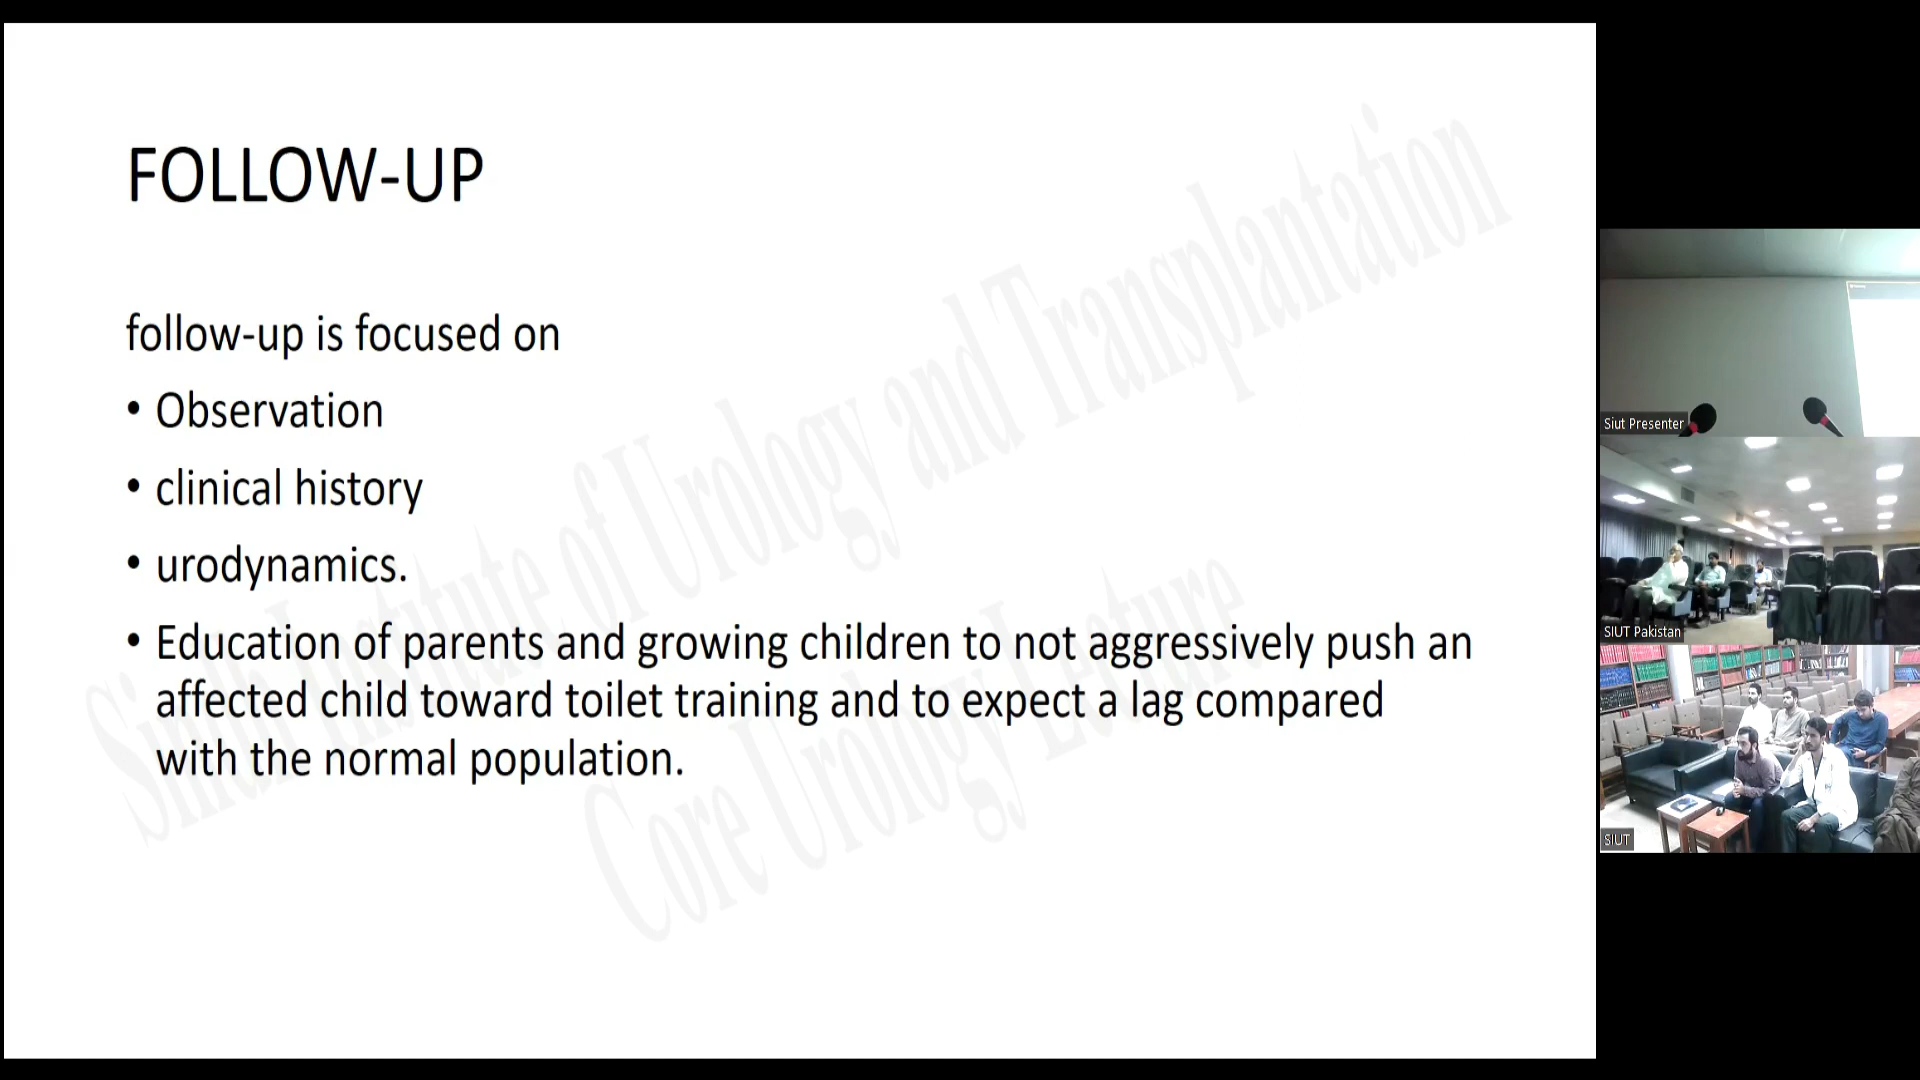 FOLLOW-UP
follow-up is focused on
• Observation
• clinical history
• urodynamics.
• Education of parents and growing children to not aggressively push an
affected child toward toilet training and to expect a lag compared
with the normal population.
Sindh Institute of Urology and Transplantation
Core Urology Lecture
Siut Presenter
SIUT Pakistan
SIUT